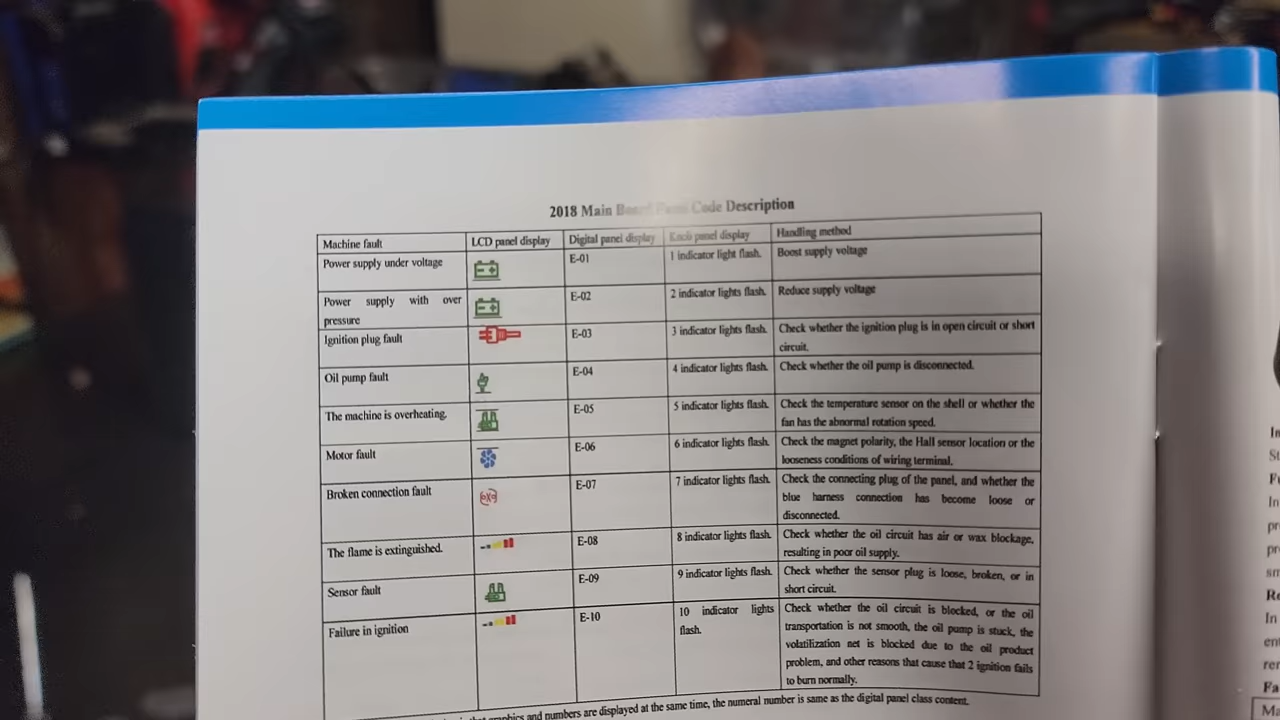 2018 Main Code Description
Machine fault LCD panel display Digital panel display Knob panel display Handling method
Power supply under voltage E-01 1 indicator light flash. Boost supply voltage
Power supply with over E-02 2 indicator lights flash. Reduce supply voltage
pressure
Ignition plug fault E-03 3 indicator lights flash. Check whether the ignition plug is in open circuit or short
circuit.
Oil pump fault E-04 4 indicator lights flash. Check whether the oil pump is disconnected.
The machine is overheating. E-05 5 indicator lights flash. Check the temperature sensor on the shell or whether the
fan has the abnormal rotation speed.
Motor fault E-06 6 indicator lights flash. Check the magnet polarity, the Hall sensor location or the
looseness conditions of wiring terminal.
Broken connection fault E-07 7 indicator lights flash. Check the connecting plug of the panel, and whether the
blue harness connection has become loose or
disconnected.
The flame is extinguished. E-08 8 indicator lights flash. Check whether the oil circuit has air or wax blockage,
resulting in poor oil supply.
Sensor fault E-09 9 indicator lights flash. Check whether the sensor plug is loose, broken, or in
short circuit.
Failure in ignition E-10 10 indicator lights Check whether the oil circuit is blocked, or the oil
flash. transportation is not smooth, the oil pump is stuck, the
volatilization net is blocked due to the oil product
problem, and other reasons that cause that 2 ignition fails
to burn normally.
graphics and numbers are displayed at the same time, the numeral number is same as the digital panel class content.
In